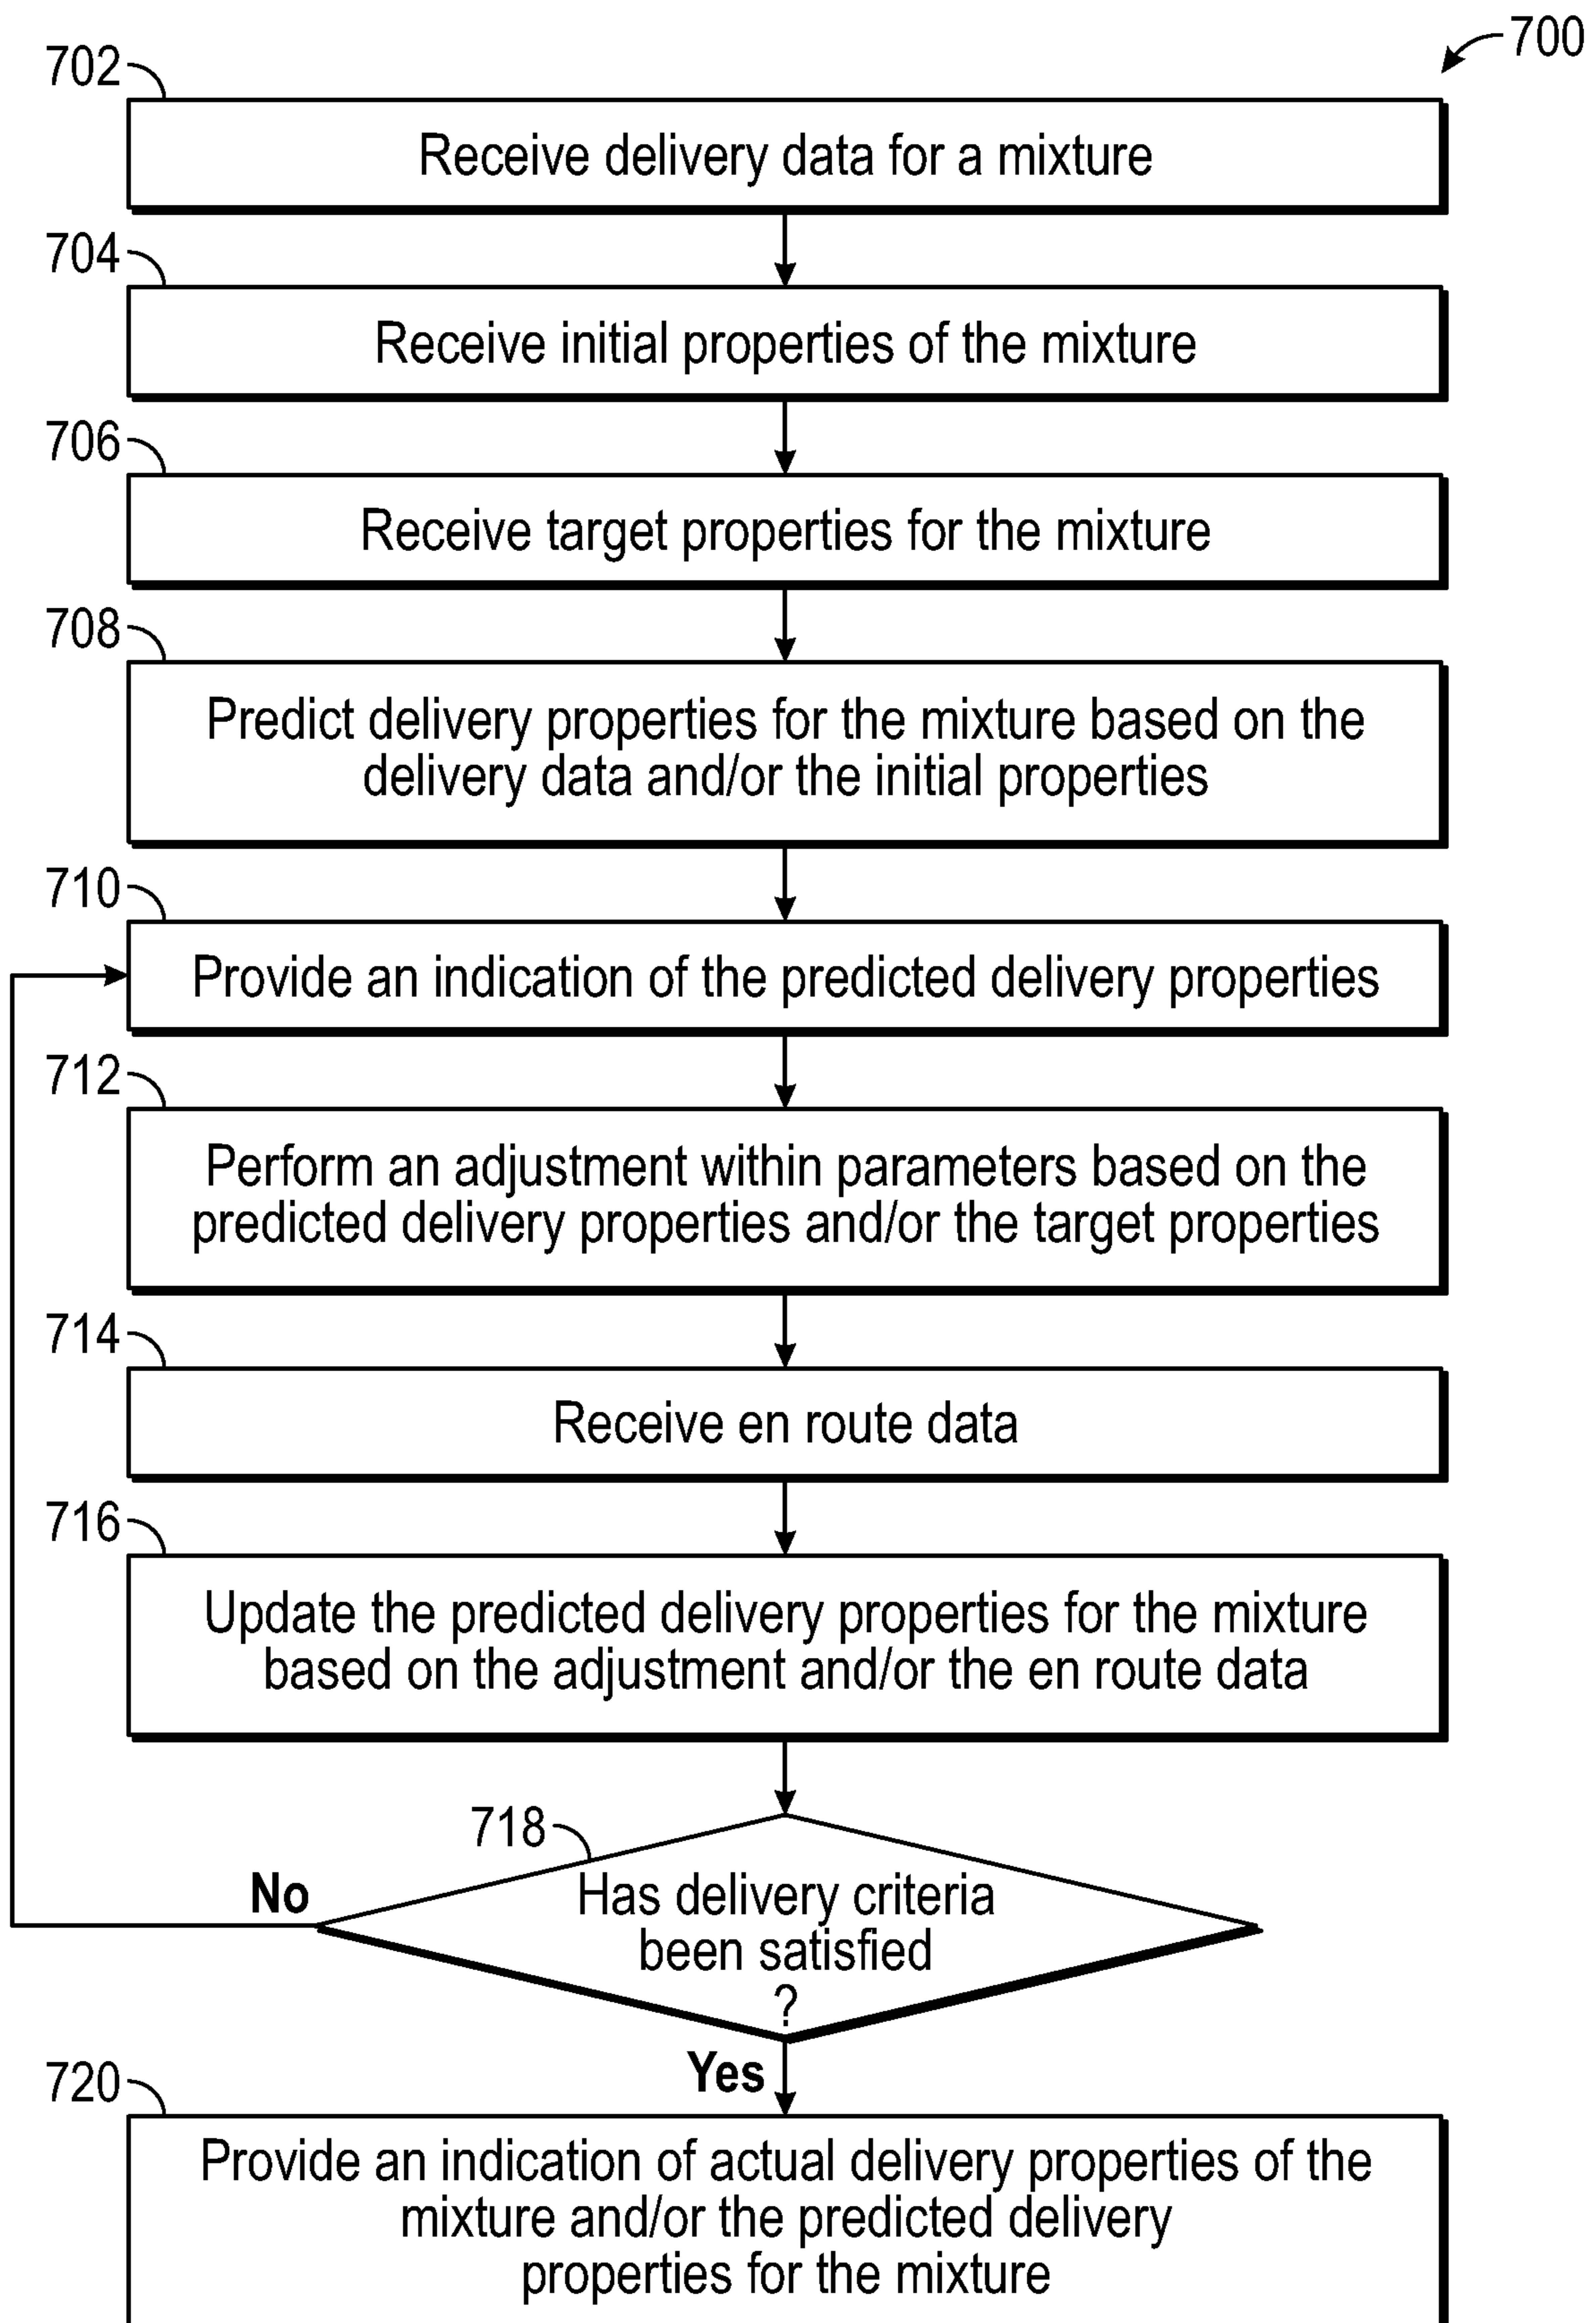 700
702
Receive delivery data for a mixture
704
Receive initial properties of the mixture
706
Receive target properties for the mixture
708
Predict delivery properties for the mixture based on the
delivery data and/or the initial properties
710
Provide an indication of the predicted delivery properties
712
Perform an adjustment within parameters based on the
predicted delivery properties and/or the target properties
714
Receive en route data
716
Update the predicted delivery properties for the mixture
based on the adjustment and/or the en route data
718
No
Has delivery criteria
been satisfied
?
Yes
720
Provide an indication of actual delivery properties of the
mixture and/or the predicted delivery
properties for the mixture